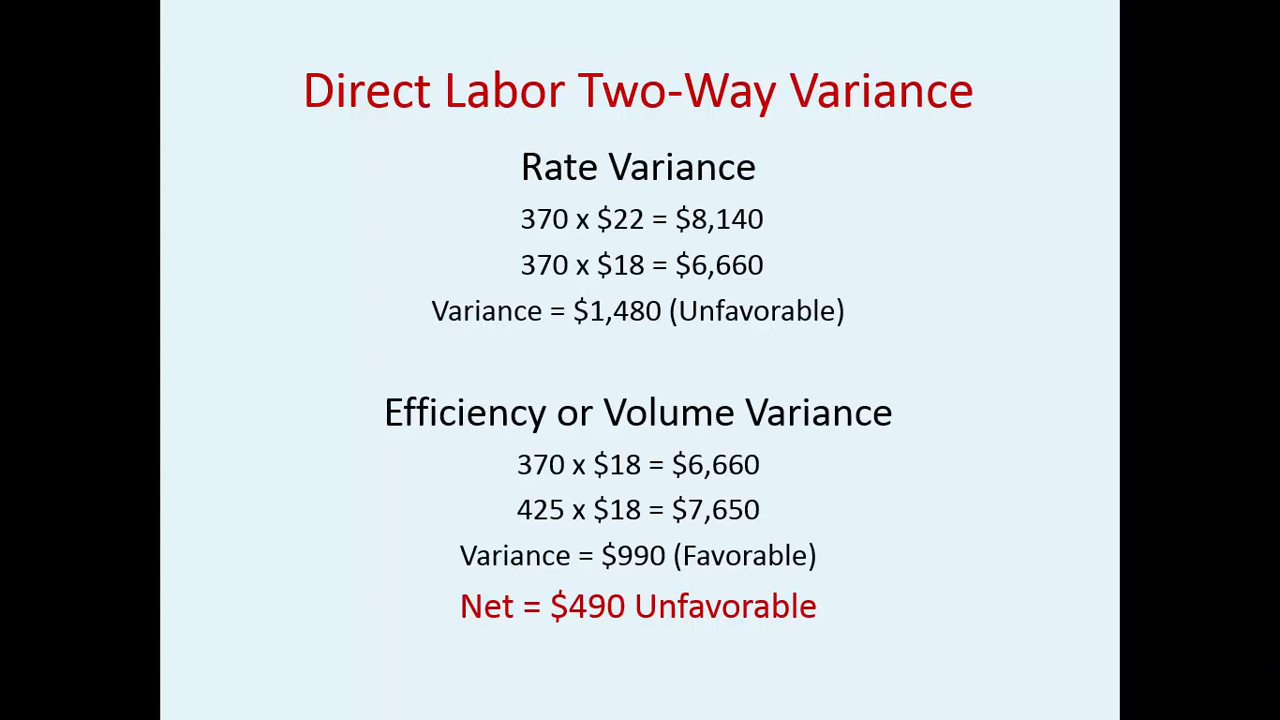 Direct Labor Two-Way Variance
Rate Variance
370 x $22 = $8,140
370 x $18 = $6,660
Variance = $1,480 (Unfavorable)
Efficiency or Volume Variance
370 x $18 = $6,660
425 x $18 = $7,650
Variance = $990 (Favorable)
Net = $490 Unfavorable